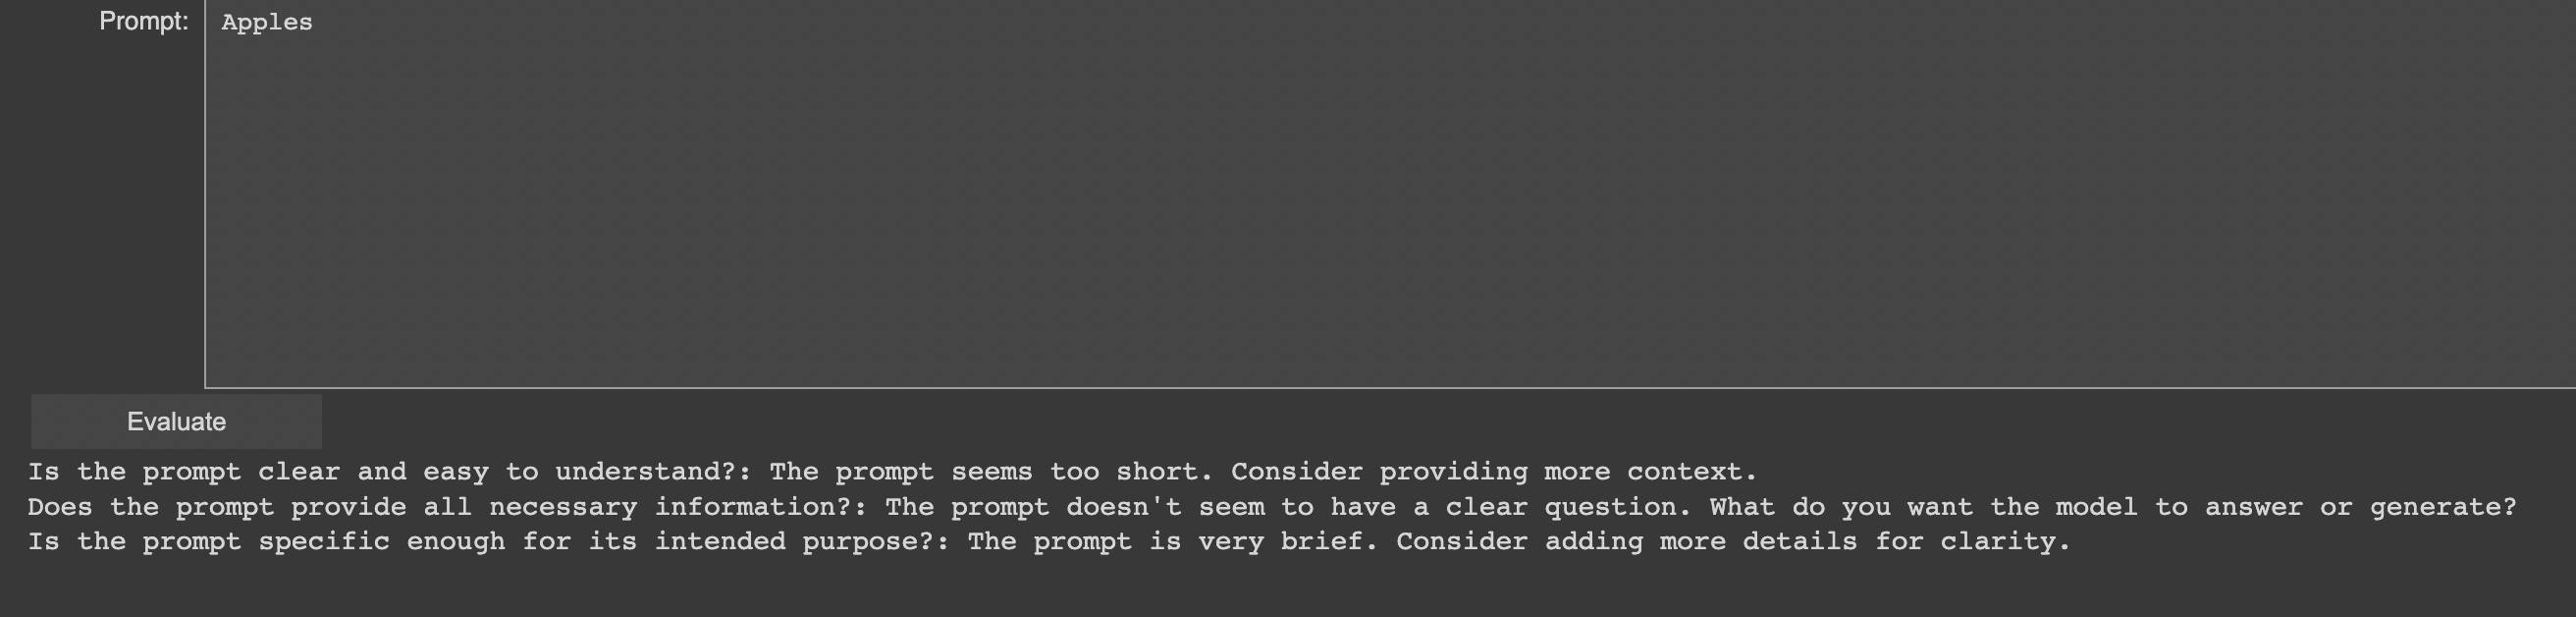 Prompt: Apples
Evaluate
Is the prompt clear and easy to understand?: The prompt seems too short. Consider providing more context.
Does the prompt provide all necessary information?: The prompt doesn't seem to have a clear question. What do you want the model to answer or generate?
Is the prompt specific enough for its intended purpose?: The prompt is very brief. Consider adding more details for clarity.